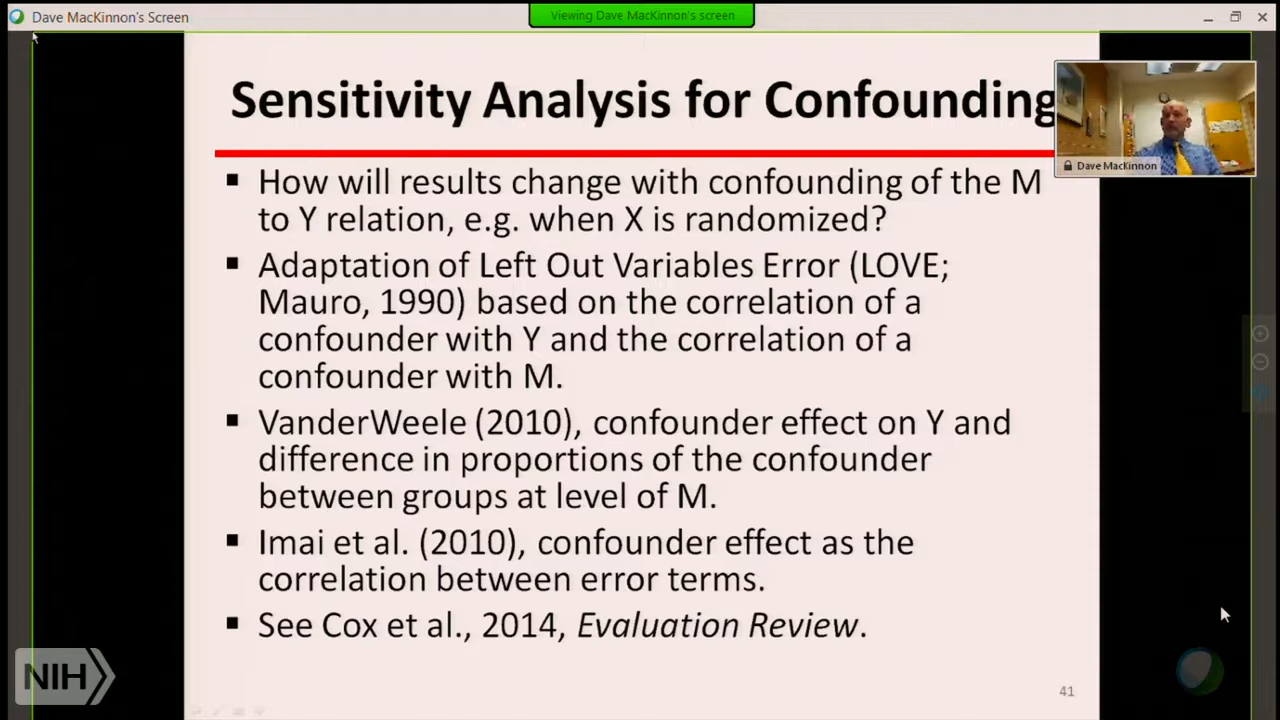 Dave MacKinnon's Screen
Viewing Dave MacKinnon's screen
Sensitivity Analysis for Confounding
Dave MacKinnon
▪ How will results change with confounding of the M
to Y relation, e.g. when X is randomized?
▪ Adaptation of Left Out Variables Error (LOVE;
Mauro, 1990) based on the correlation of a
confounder with Y and the correlation of a
confounder with M.
▪ VanderWeele (2010), confounder effect on Y and
difference in proportions of the confounder
between groups at level of M.
▪ Imai et al. (2010), confounder effect as the
correlation between error terms.
▪ See Cox et al., 2014, Evaluation Review.
NIH
41